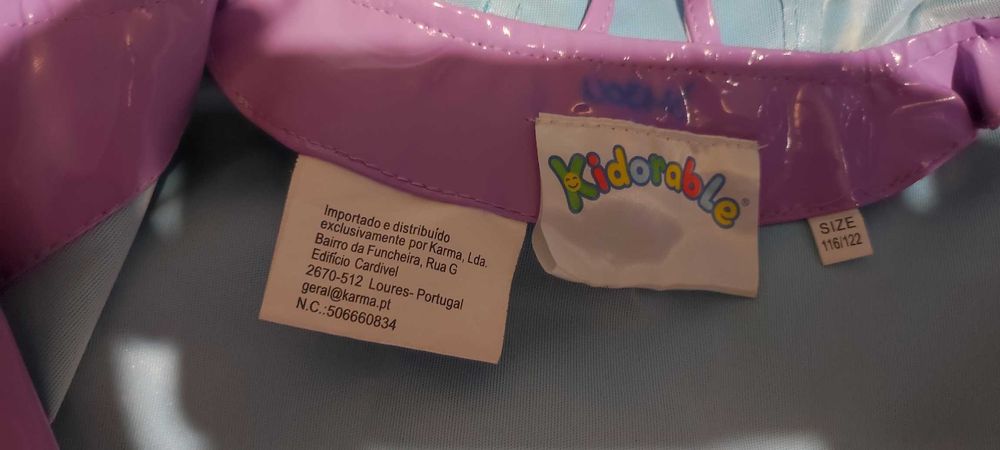 Importado e distribuído
exclusivamente por Karma, Lda.
Bairro da Funcheira, Rua G
Edifício Cardivel
2670-512 Loures- Portugal
geral@karma.pt
N.C.:506660834
Kidorable®
SIZE
116/122